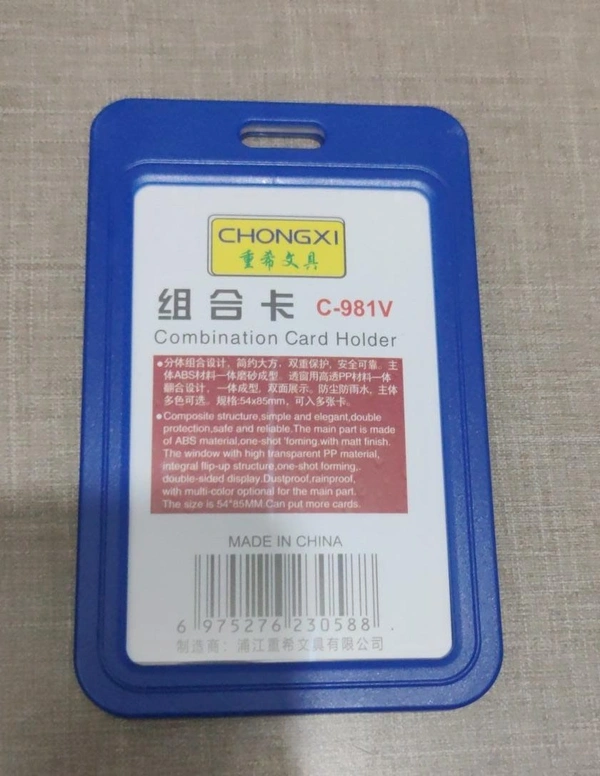 CHONGXI
重希文具
组合卡 C-981V
Combination Card Holder
●分体组合设计，简约大方，双重保护，安全可靠。主
体ABS材料一体磨砂成型，透窗用高透PP材料一体
翻合设计，一体成型，双面展示。防尘防雨水，主体
多色可选。规格:54x85mm，可入多张卡。
●Composite structure,simple and elegant,double
protection,safe and reliable.The main part is made
of ABS material,one-shot 'forning,with matt finish.
The window with high transparent PP material,
integral flip-up structure,one-shot forming,.
double-sided display.Dustproof,rainproof,
with multi-color optional for the main part.
The size is 54*85MM.Can put more cards.
MADE IN CHINA
6 975276 230588 .
制造商：浦江重希文具有限公司